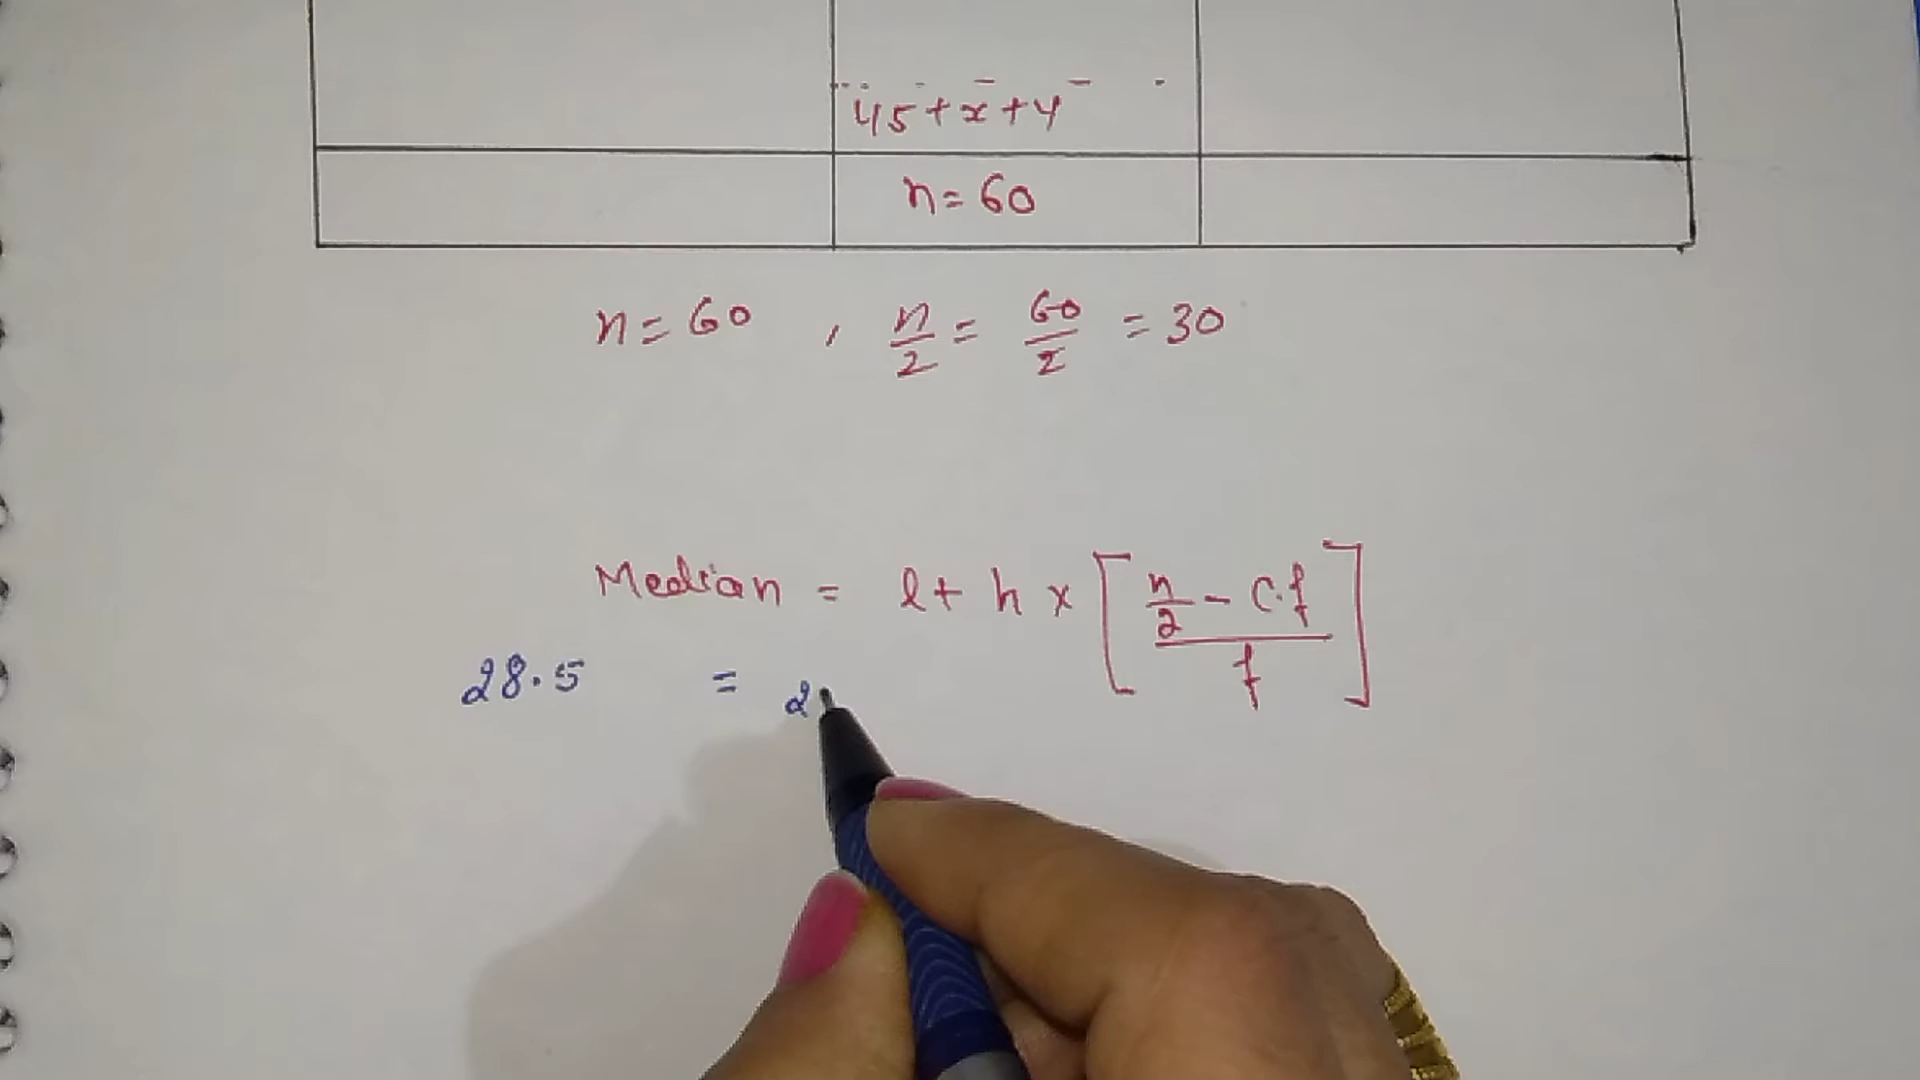 45+x+y
n=60
n=60 , n/2 = 60/2 = 30
Median = l+ h x [ n/2 - c.f / f ]
28.5 = 2